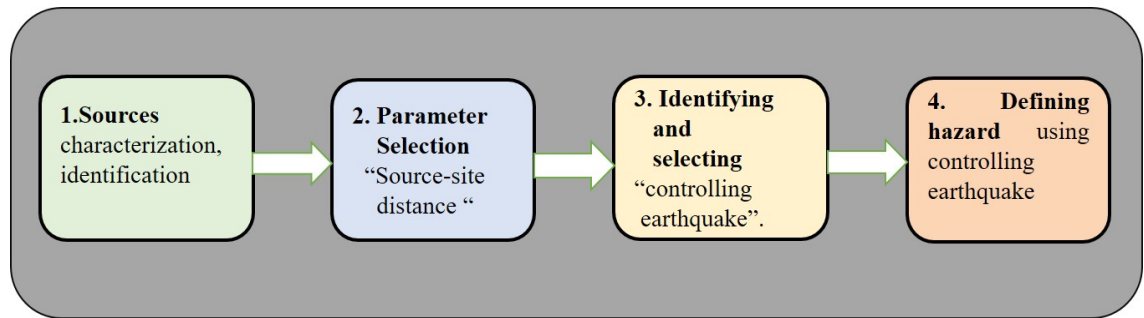 1.Sources
characterization,
identification
2. Parameter
Selection
“Source-site
distance “
3. Identifying
and
selecting
“controlling
earthquake”.
4. Defining
hazard using
controlling
earthquake